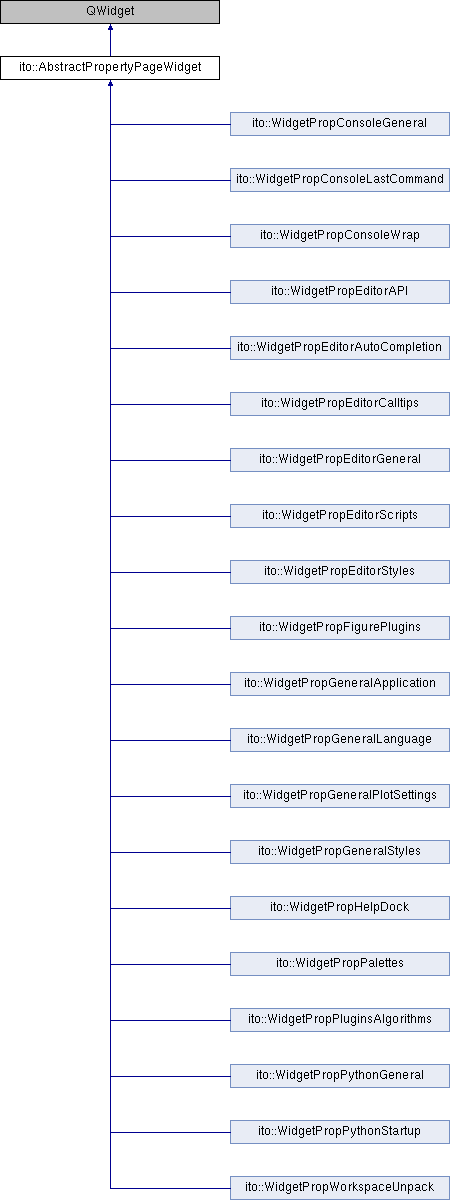 QWidget
ito::AbstractPropertyPageWidget
ito::WidgetPropConsoleGeneral
ito::WidgetPropConsoleLastCommand
ito::WidgetPropConsoleWrap
ito::WidgetPropEditorAPI
ito::WidgetPropEditorAutoCompletion
ito::WidgetPropEditorCalltips
ito::WidgetPropEditorGeneral
ito::WidgetPropEditorScripts
ito::WidgetPropEditorStyles
ito::WidgetPropFigurePlugins
ito::WidgetPropGeneralApplication
ito::WidgetPropGeneralLanguage
ito::WidgetPropGeneralPlotSettings
ito::WidgetPropGeneralStyles
ito::WidgetPropHelpDock
ito::WidgetPropPalettes
ito::WidgetPropPluginsAlgorithms
ito::WidgetPropPythonGeneral
ito::WidgetPropPythonStartup
ito::WidgetPropWorkspaceUnpack